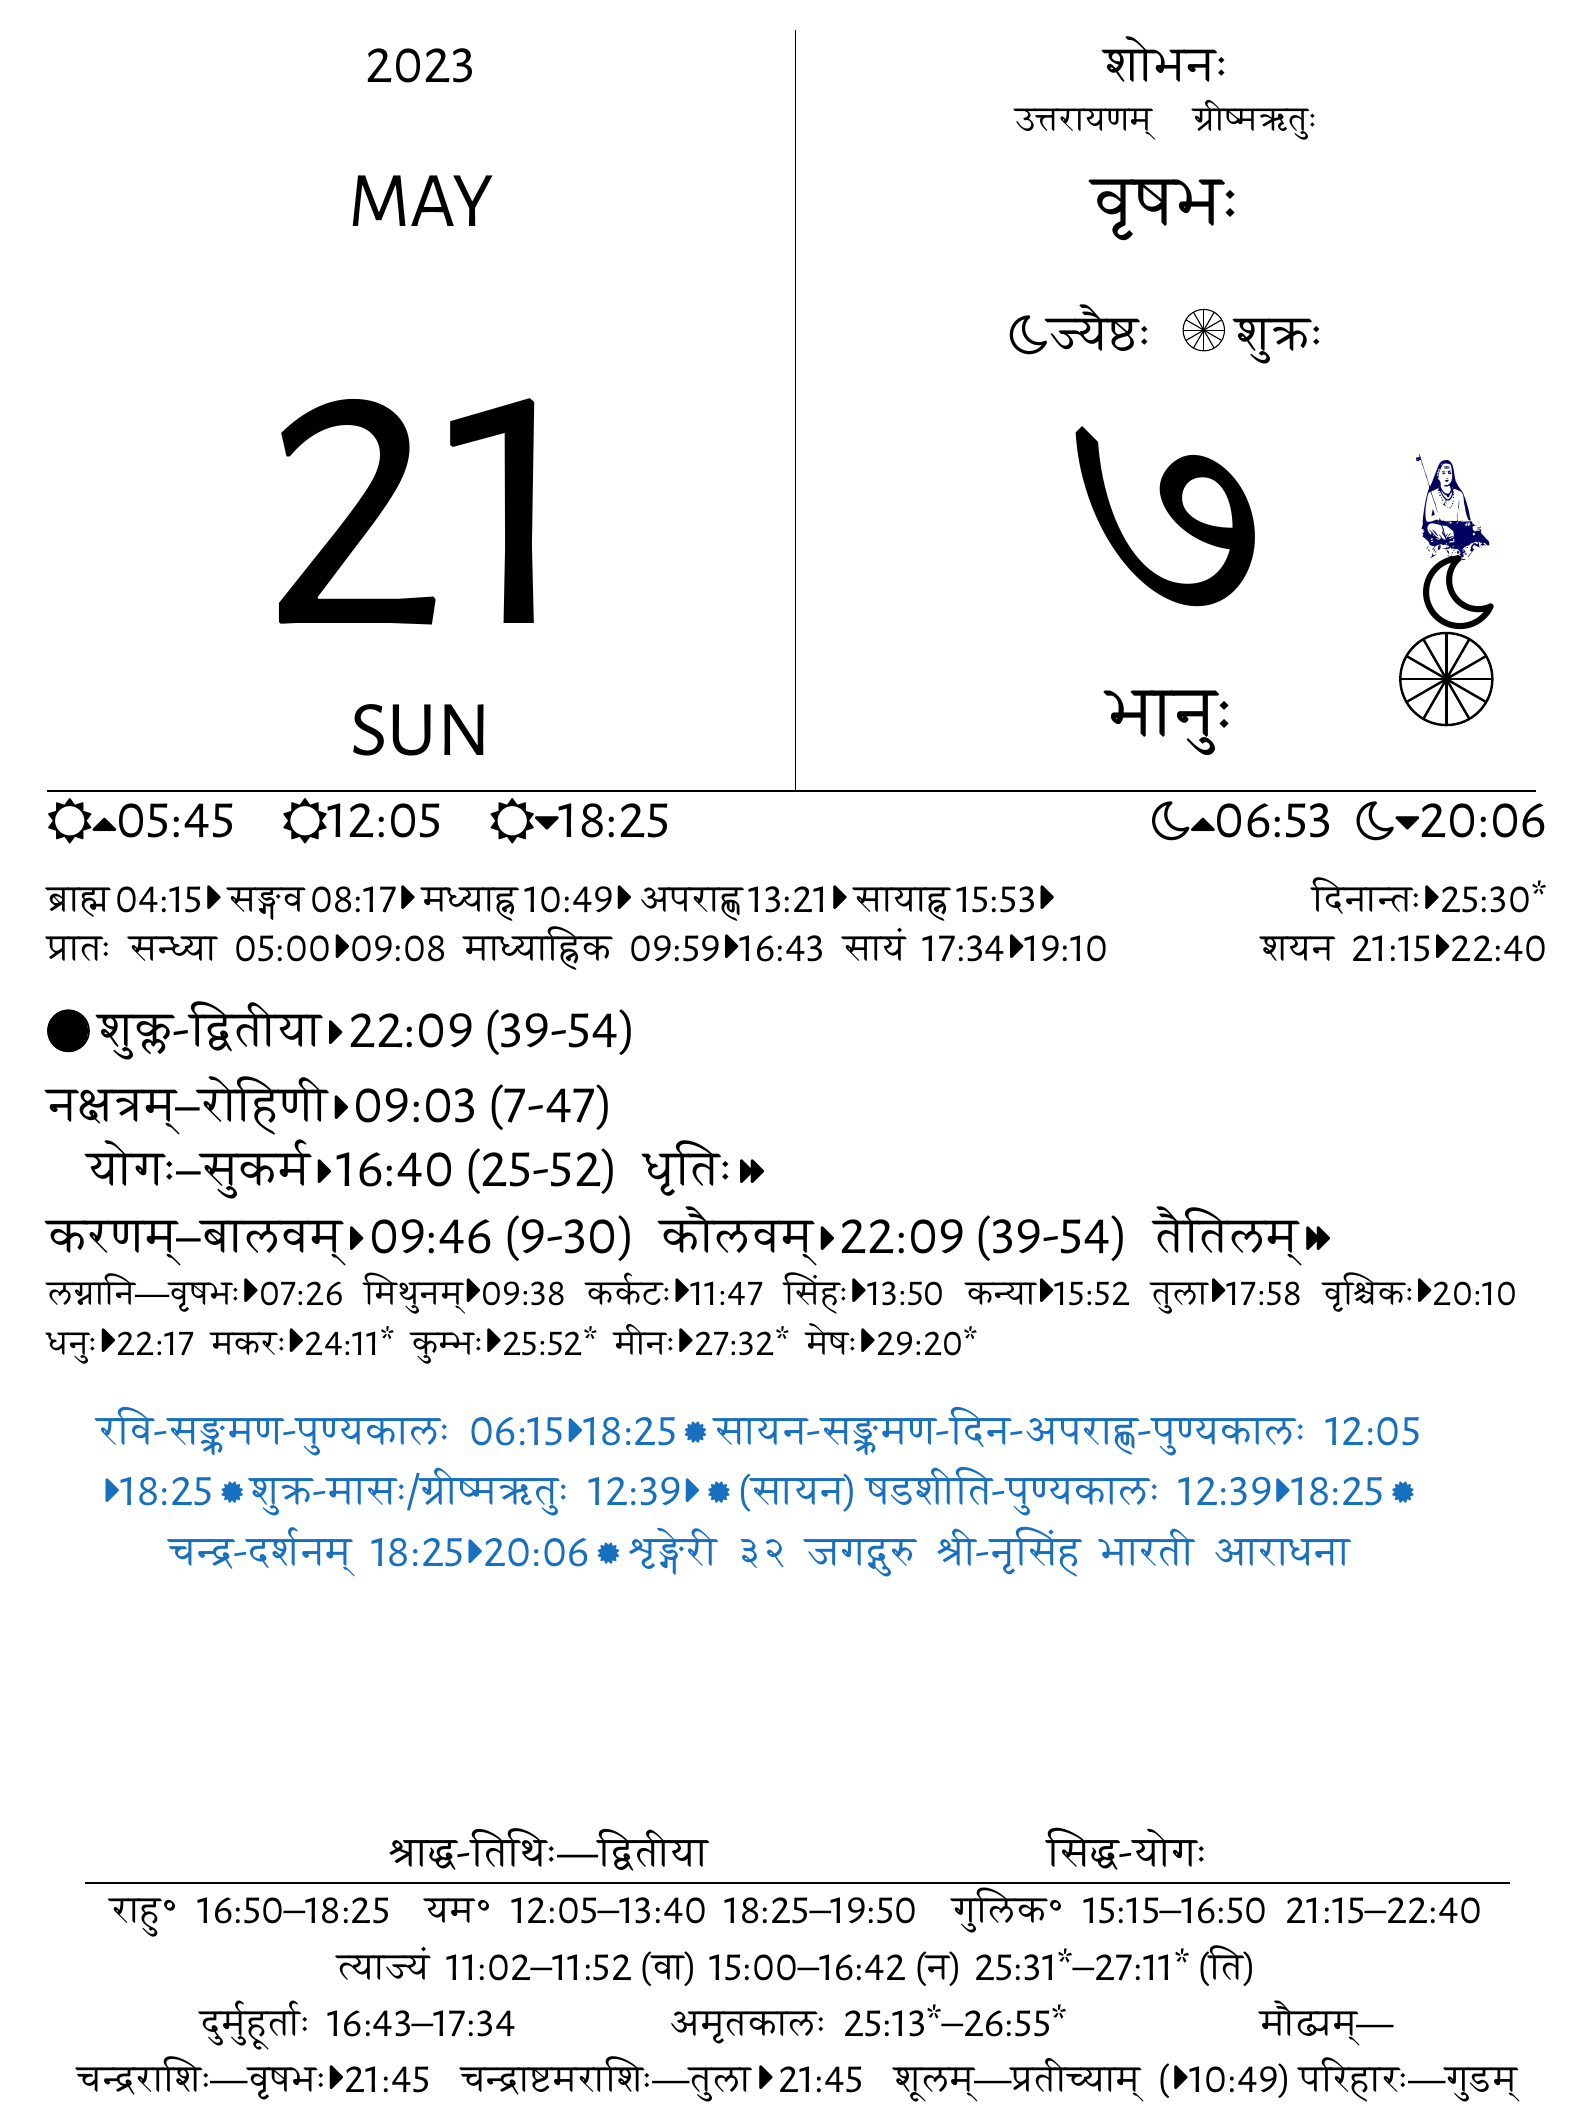 2023
MAY
21
SUN
शोभनः
उत्तरायणम् ग्रीष्मऋतुः
वृषभः
ज्यैष्ठः शुक्रः
७
भानुः
05:45 12:05 18:25 06:53 20:06
ब्राह्म 04:15 सङ्गव 08:17 मध्याह्न 10:49 अपराह्ण 13:21 सायाह्न 15:53 दिनान्तः 25:30*
प्रातः सन्ध्या 05:00 09:08 माध्याह्निक 09:59 16:43 सायं 17:34 19:10 शयन 21:15 22:40
शुक्ल-द्वितीया 22:09 (39-54)
नक्षत्रम्–रोहिणी 09:03 (7-47)
योगः–सुकर्म 16:40 (25-52) धृतिः
करणम्–बालवम् 09:46 (9-30) कौलवम् 22:09 (39-54) तैतिलम्
लग्नानि—वृषभः 07:26 मिथुनम् 09:38 कर्कटः 11:47 सिंहः 13:50 कन्या 15:52 तुला 17:58 वृश्चिकः 20:10
धनुः 22:17 मकरः 24:11* कुम्भः 25:52* मीनः 27:32* मेषः 29:20*
रवि-सङ्क्रमण-पुण्यकालः 06:15 18:25 सायन-सङ्क्रमण-दिन-अपराह्ण-पुण्यकालः 12:05
18:25 शुक्र-मासः/ग्रीष्मऋतुः 12:39 (सायन) षडशीति-पुण्यकालः 12:39 18:25
चन्द्र-दर्शनम् 18:25 20:06 शृङ्गेरी ३२ जगद्गुरु श्री-नृसिंह भारती आराधना
श्राद्ध-तिथिः—द्वितीया सिद्ध-योगः
राहु॰ 16:50–18:25 यम॰ 12:05–13:40 18:25–19:50 गुलिक॰ 15:15–16:50 21:15–22:40
त्याज्यं 11:02–11:52 (वा) 15:00–16:42 (न) 25:31*–27:11* (ति)
दुर्मुहूर्ताः 16:43–17:34 अमृतकालः 25:13*–26:55* मौढ्यम्—
चन्द्रराशिः—वृषभः 21:45 चन्द्राष्टमराशिः—तुला 21:45 शूलम्—प्रतीच्याम् (10:49) परिहारः—गुडम्